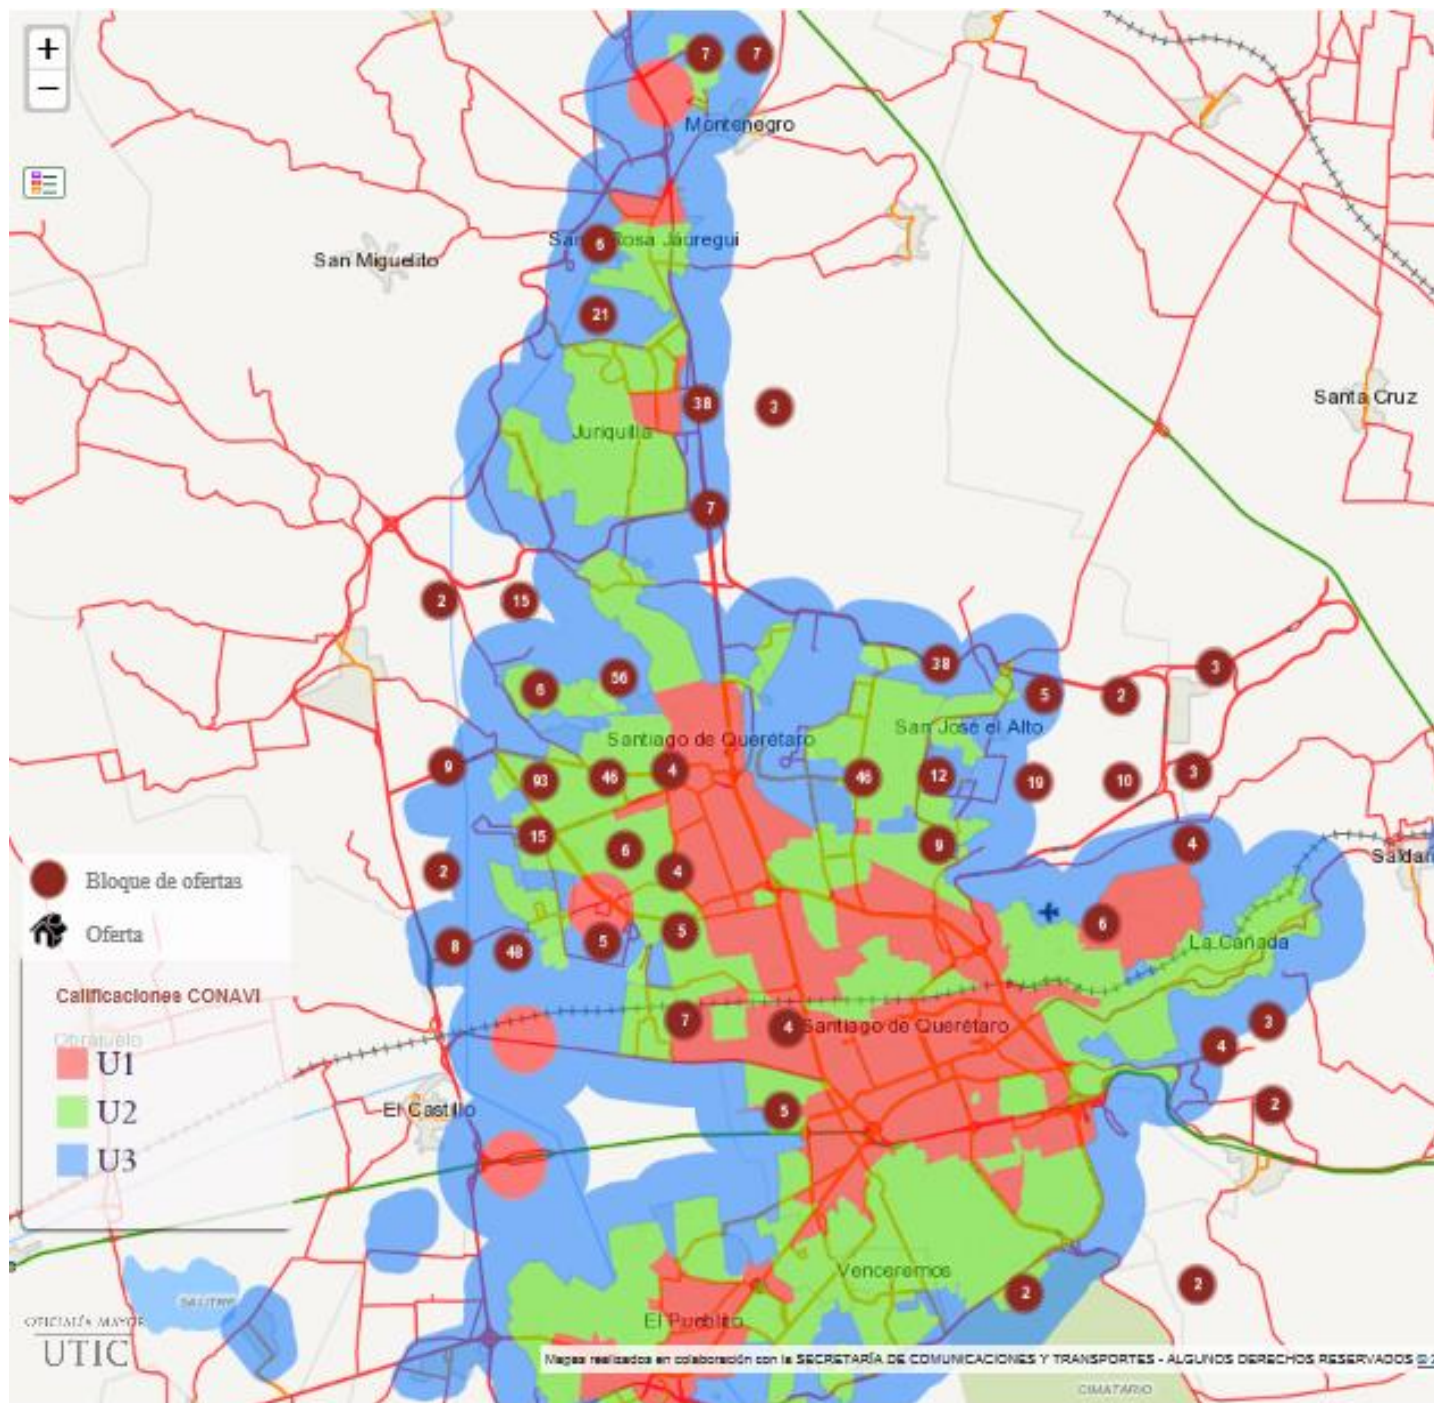 +
7 7
−
Montenegro
6
San Rosa Jáuregui
San Miguelito
21
Santa Cruz
38 3
Juriquilla
7
2 15
38
3
56
6
5 2
San José el Alto
Santiago de Querétaro
9 4 3
93 46 46 12 19 10
15
9 4
6
2 4
Bloque de ofertas
6
5
Oferta
5
La Cañada
8 48
Calificaciones CONAVI
7 4 Santiago de Querétaro 3
Obrajuelo
4
U1
El Castillo 5 2
U2
U3
Venceremos
2 2
SALITRE
El Pueblito
OFICIALÍA MAYOR
UTIC
Mapas realizados en colaboración con la SECRETARÍA DE COMUNICACIONES Y TRANSPORTES - ALGUNOS DERECHOS RESERVADOS
CIMATARIO